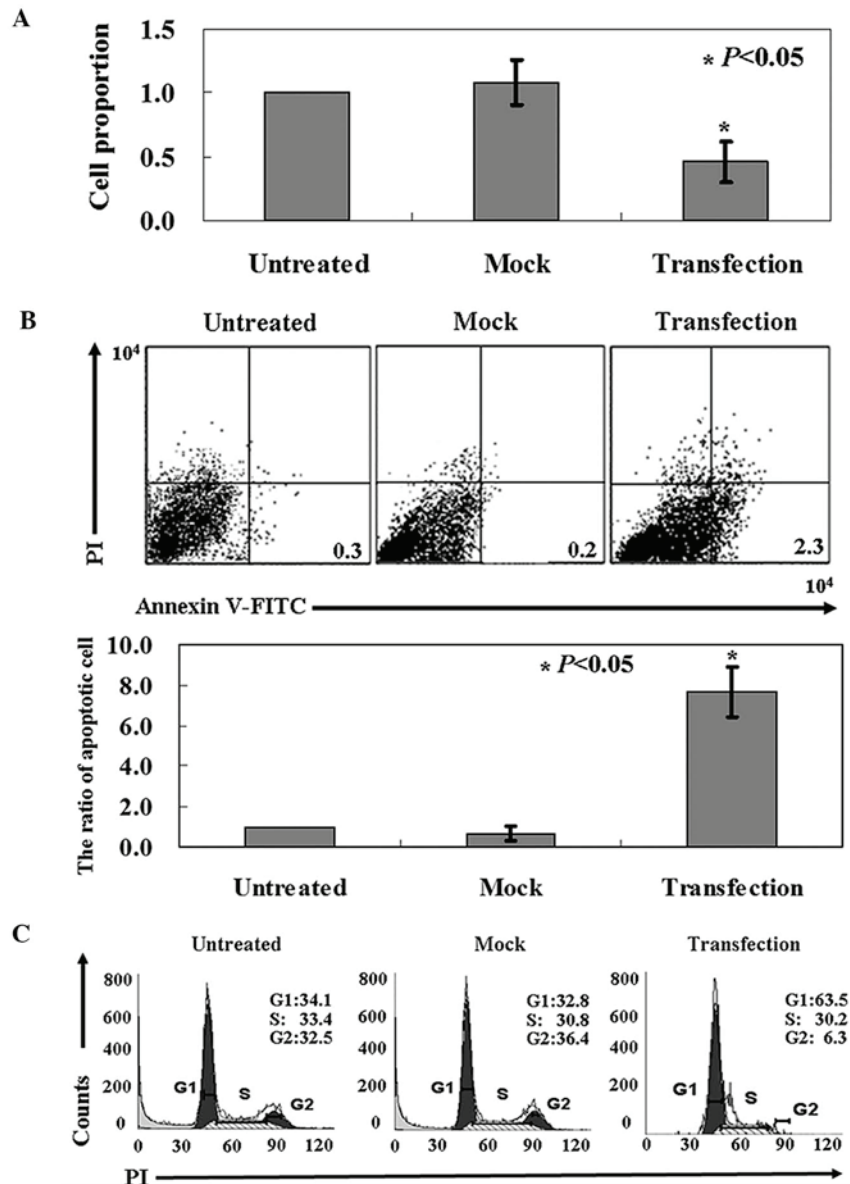 A
Cell proportion
1.5
1.0
0.5
0.0
* P<0.05
*
Untreated Mock Transfection
B
Untreated Mock Transfection
10⁴
PI
0.3 0.2 2.3
10⁴
Annexin V-FITC
The ratio of apoptotic cell
10.0
8.0
6.0
4.0
2.0
0.0
* P<0.05
*
Untreated Mock Transfection
C
Counts
Untreated
800
600
400
200
0
G1:34.1
S: 33.4
G2:32.5
G1 S G2
0 30 60 90 120
Mock
800
600
400
200
0
G1:32.8
S: 30.8
G2:36.4
G1 S G2
0 30 60 90 120
Transfection
800
600
400
200
0
G1:63.5
S: 30.2
G2: 6.3
G1 S G2
0 30 60 90 120
PI